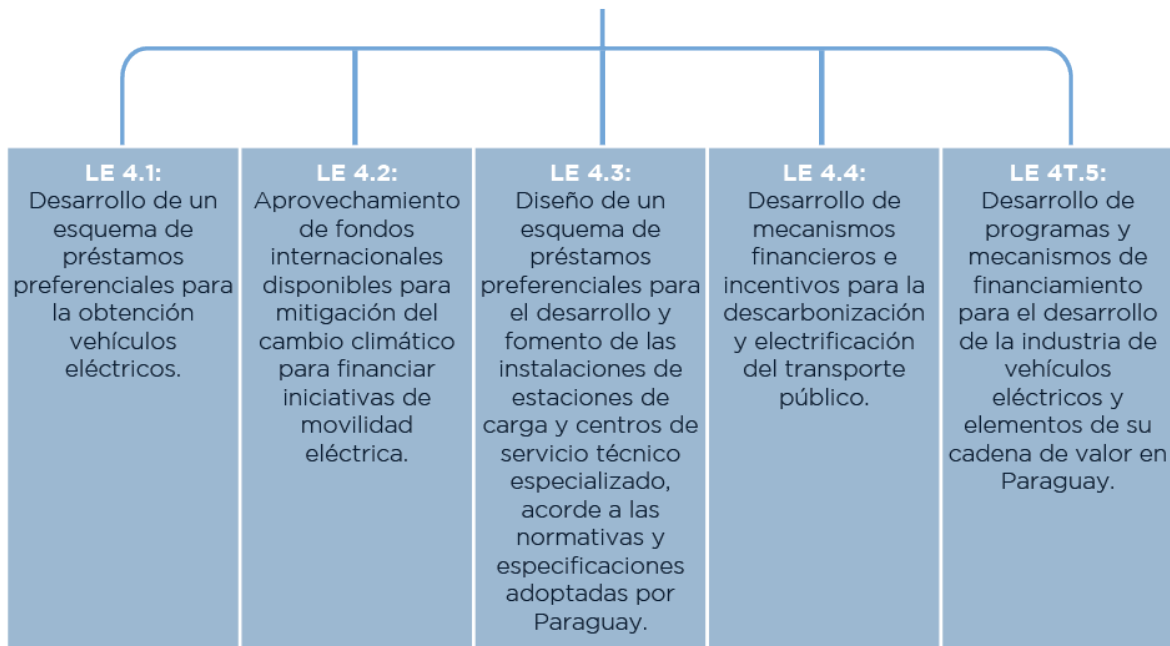 LE 4.1:
Desarrollo de un
esquema de
préstamos
preferenciales para
la obtención
vehículos
eléctricos.
LE 4.2:
Aprovechamiento
de fondos
internacionales
disponibles para
mitigación del
cambio climático
para financiar
iniciativas de
movilidad
eléctrica.
LE 4.3:
Diseño de un
esquema de
préstamos
preferenciales para
el desarrollo y
fomento de las
instalaciones de
estaciones de
carga y centros de
servicio técnico
especializado,
acorde a las
normativas y
especificaciones
adoptadas por
Paraguay.
LE 4.4:
Desarrollo de
mecanismos
financieros e
incentivos para la
descarbonización
y electrificación
del transporte
público.
LE 4T.5:
Desarrollo de
programas y
mecanismos de
financiamiento
para el desarrollo
de la industria de
vehículos
eléctricos y
elementos de su
cadena de valor en
Paraguay.